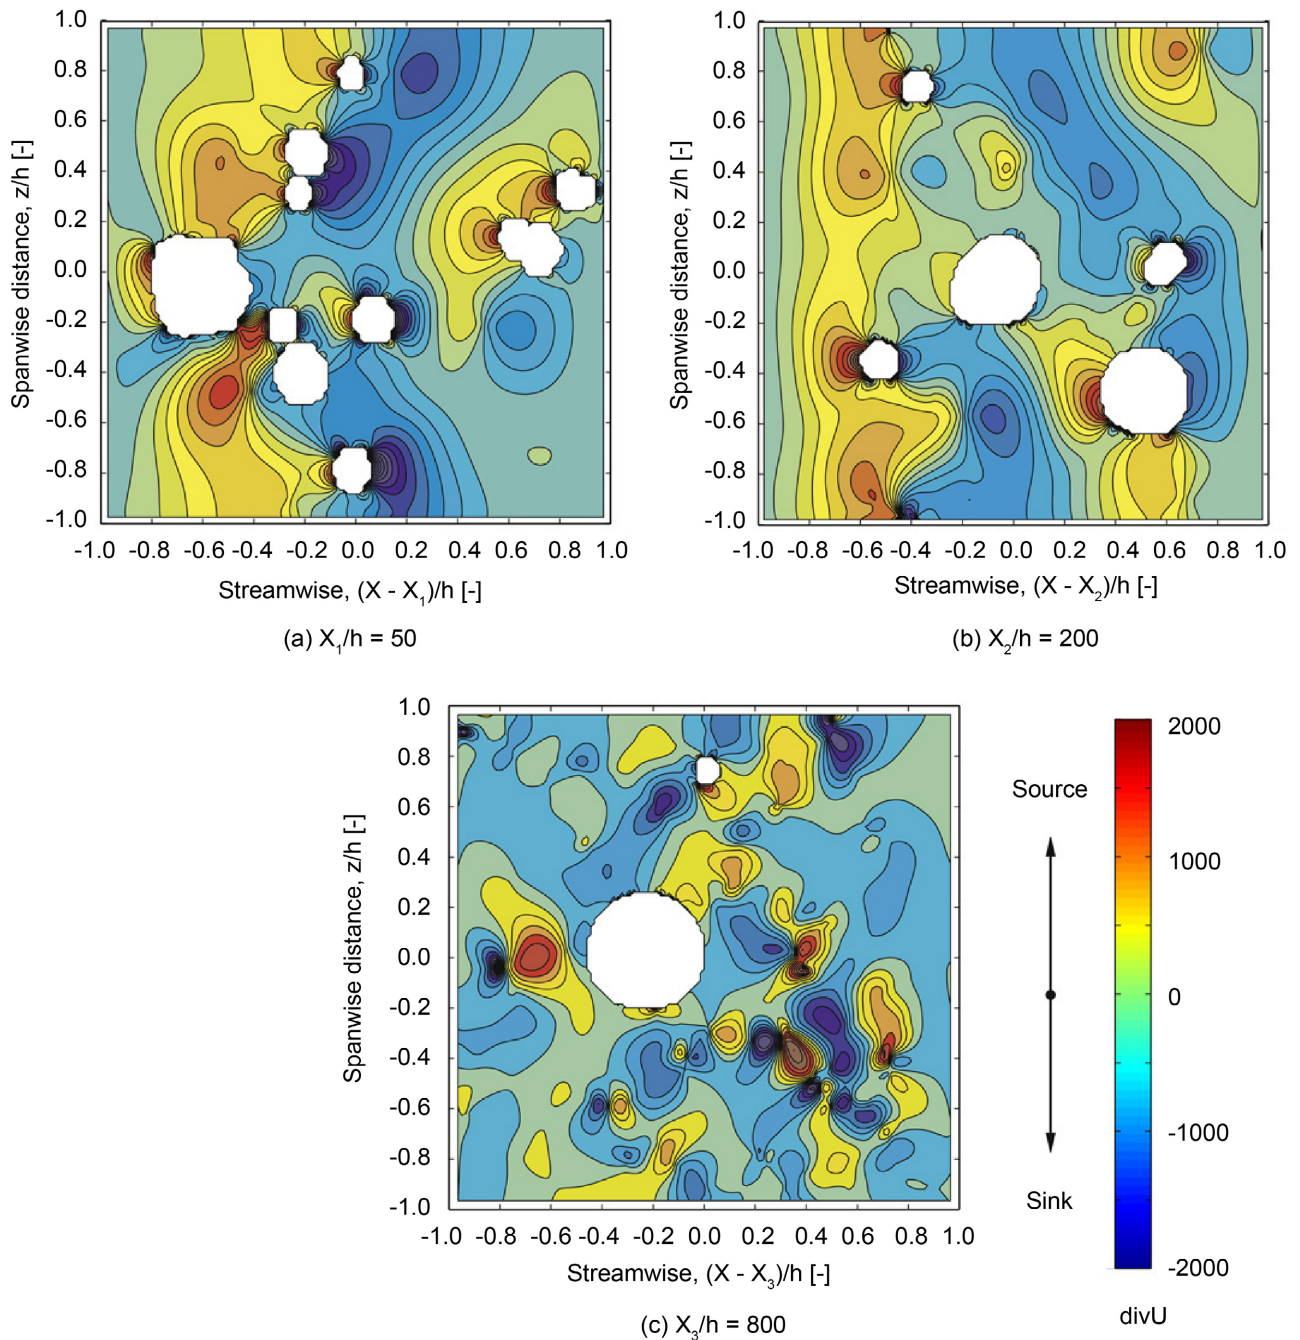 1.0
0.8
0.6
0.4
0.2
0.0
-0.2
-0.4
-0.6
-0.8
-1.0
Spanwise distance, z/h [-]
-1.0 -0.8 -0.6 -0.4 -0.2 0.0 0.2 0.4 0.6 0.8 1.0
Streamwise, (X - X1)/h [-]
(a) X1/h = 50
1.0
0.8
0.6
0.4
0.2
0.0
-0.2
-0.4
-0.6
-0.8
-1.0
Spanwise distance, z/h [-]
-1.0 -0.8 -0.6 -0.4 -0.2 0.0 0.2 0.4 0.6 0.8 1.0
Streamwise, (X - X2)/h [-]
(b) X2/h = 200
1.0
0.8
0.6
0.4
0.2
0.0
-0.2
-0.4
-0.6
-0.8
-1.0
Spanwise distance, z/h [-]
-1.0 -0.8 -0.6 -0.4 -0.2 0.0 0.2 0.4 0.6 0.8 1.0
Streamwise, (X - X3)/h [-]
(c) X3/h = 800
Source
Sink
2000
1000
0
-1000
-2000
divU